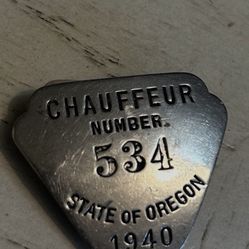 CHAUFFEUR
NUMBER.
534
STATE OF OREGON
1940